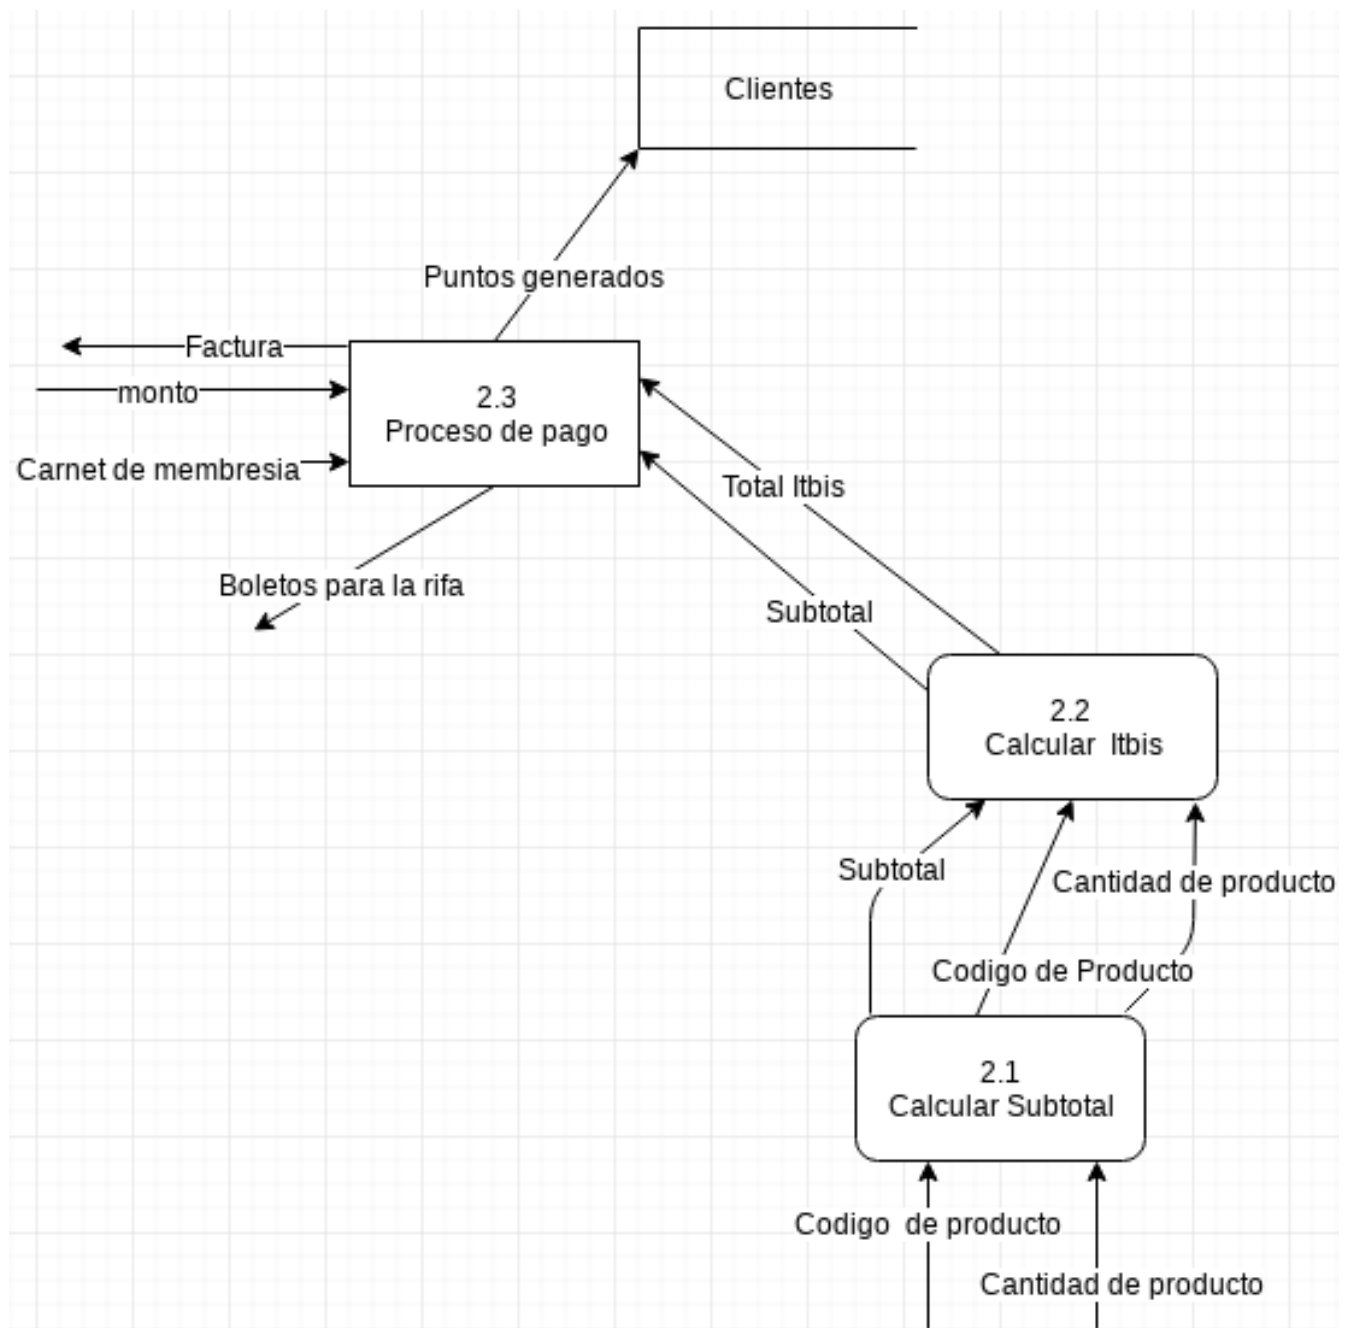 Clientes
Puntos generados
Factura
monto
2.3
Proceso de pago
Carnet de membresia
Total Itbis
Boletos para la rifa
Subtotal
2.2
Calcular Itbis
Subtotal
Cantidad de producto
Codigo de Producto
2.1
Calcular Subtotal
Codigo de producto
Cantidad de producto